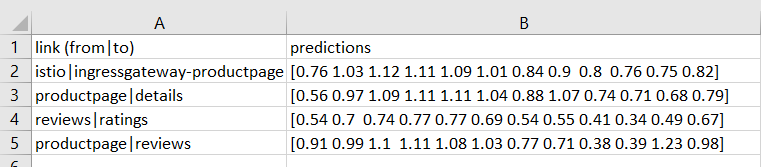 A B
1 link (from|to) predictions
2 istio|ingressgateway-productpage [0.76 1.03 1.12 1.11 1.09 1.01 0.84 0.9  0.8  0.76 0.75 0.82]
3 productpage|details [0.56 0.97 1.09 1.11 1.11 1.04 0.88 1.07 0.74 0.71 0.68 0.79]
4 reviews|ratings [0.54 0.7  0.74 0.77 0.77 0.69 0.54 0.55 0.41 0.34 0.49 0.67]
5 productpage|reviews [0.91 0.99 1.1  1.11 1.08 1.03 0.77 0.71 0.38 0.39 1.23 0.98]